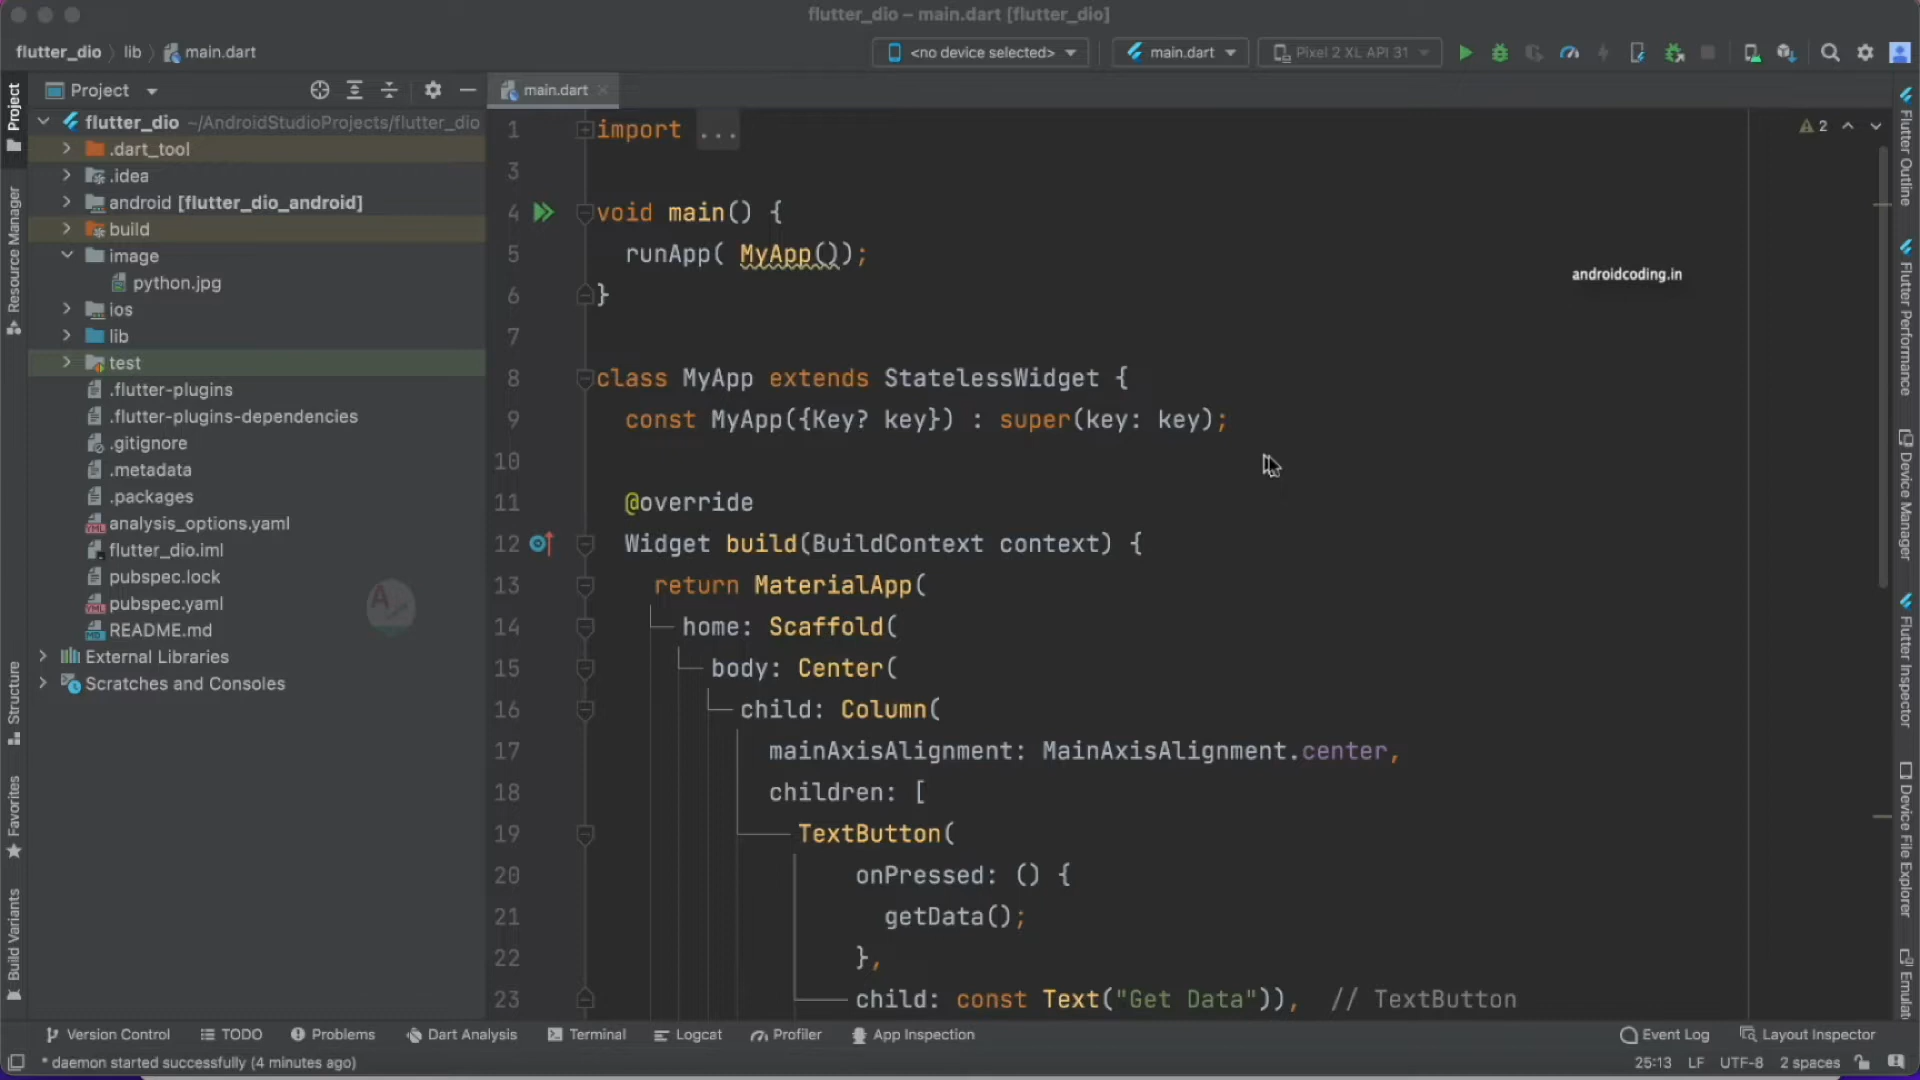 flutter_dio – main.dart [flutter_dio]
flutter_dio lib main.dart
<no device selected> main.dart Pixel 2 XL API 31
Project
main.dart
flutter_dio ~/AndroidStudioProjects/flutter_dio
.dart_tool
.idea
android [flutter_dio_android]
build
image
python.jpg
ios
lib
test
.flutter-plugins
.flutter-plugins-dependencies
.gitignore
.metadata
.packages
analysis_options.yaml
flutter_dio.iml
pubspec.lock
pubspec.yaml
README.md
External Libraries
Scratches and Consoles
Project
Resource Manager
Structure
Favorites
Build Variants
1 import ...
3
4 void main() {
5 runApp( MyApp());
6 }
7
8 class MyApp extends StatelessWidget {
9 const MyApp({Key? key}) : super(key: key);
10
11 @override
12 Widget build(BuildContext context) {
13 return MaterialApp(
14 home: Scaffold(
15 body: Center(
16 child: Column(
17 mainAxisAlignment: MainAxisAlignment.center,
18 children: [
19 TextButton(
20 onPressed: () {
21 getData();
22 },
23 child: const Text("Get Data")), // TextButton
2
androidcoding.in
Flutter Outline
Flutter Performance
Device Manager
Flutter Inspector
Device File Explorer
Version Control TODO Problems Dart Analysis Terminal Logcat Profiler App Inspection Event Log Layout Inspector
* daemon started successfully (4 minutes ago) 25:13 LF UTF-8 2 spaces